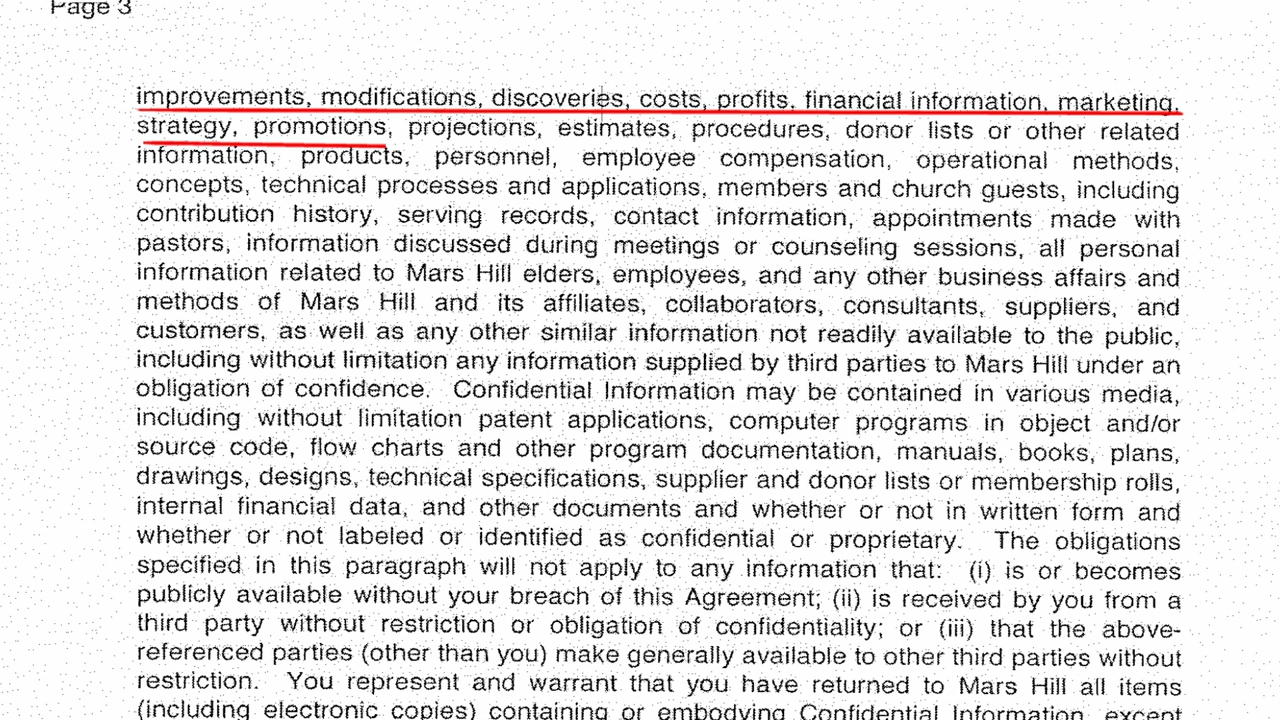 Page 3
improvements, modifications, discoveries, costs, profits, financial information, marketing,
strategy, promotions, projections, estimates, procedures, donor lists or other related
information, products, personnel, employee compensation, operational methods,
concepts, technical processes and applications, members and church guests, including
contribution history, serving records, contact information, appointments made with
pastors, information discussed during meetings or counseling sessions, all personal
information related to Mars Hill elders, employees, and any other business affairs and
methods of Mars Hill and its affiliates, collaborators, consultants, suppliers, and
customers, as well as any other similar information not readily available to the public,
including without limitation any information supplied by third parties to Mars Hill under an
obligation of confidence. Confidential Information may be contained in various media,
including without limitation patent applications, computer programs in object and/or
source code, flow charts and other program documentation, manuals, books, plans,
drawings, designs, technical specifications, supplier and donor lists or membership rolls,
internal financial data, and other documents and whether or not in written form and
whether or not labeled or identified as confidential or proprietary. The obligations
specified in this paragraph will not apply to any information that: (i) is or becomes
publicly available without your breach of this Agreement; (ii) is received by you from a
third party without restriction or obligation of confidentiality; or (iii) that the above-
referenced parties (other than you) make generally available to other third parties without
restriction. You represent and warrant that you have returned to Mars Hill all items
(including electronic copies) containing or embodying Confidential Information, except